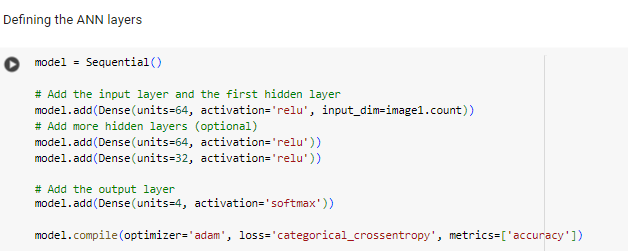 Defining the ANN layers
model = Sequential()
# Add the input layer and the first hidden layer
model.add(Dense(units=64, activation='relu', input_dim=image1.count))
# Add more hidden layers (optional)
model.add(Dense(units=64, activation='relu'))
model.add(Dense(units=32, activation='relu'))
# Add the output layer
model.add(Dense(units=4, activation='softmax'))
model.compile(optimizer='adam', loss='categorical_crossentropy', metrics=['accuracy'])